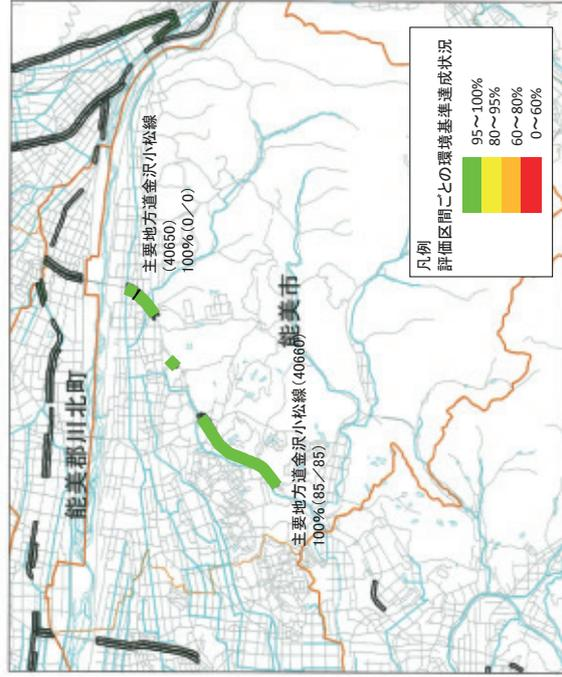 能美郡川北町
主要地方道金沢小松線
(40650)
100%(0/0)
能美市
主要地方道金沢小松線(40660)
100%(85/85)
凡例
評価区間ごとの環境基準達成状況
95～100%
80～95%
60～80%
0～60%